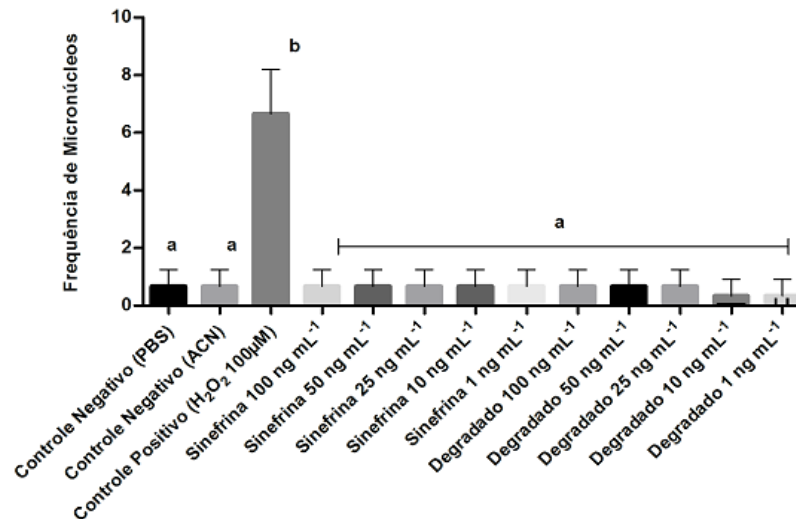 10
8
6
4
2
0
Frequência de Micronúcleos
a
a
b
a
Controle Negativo (PBS)
Controle Negativo (ACN)
Controle Positivo (H₂O₂ 100µM)
Sinefrina 100 ng mL⁻¹
Sinefrina 50 ng mL⁻¹
Sinefrina 25 ng mL⁻¹
Sinefrina 10 ng mL⁻¹
Sinefrina 1 ng mL⁻¹
Degradado 100 ng mL⁻¹
Degradado 50 ng mL⁻¹
Degradado 25 ng mL⁻¹
Degradado 10 ng mL⁻¹
Degradado 1 ng mL⁻¹